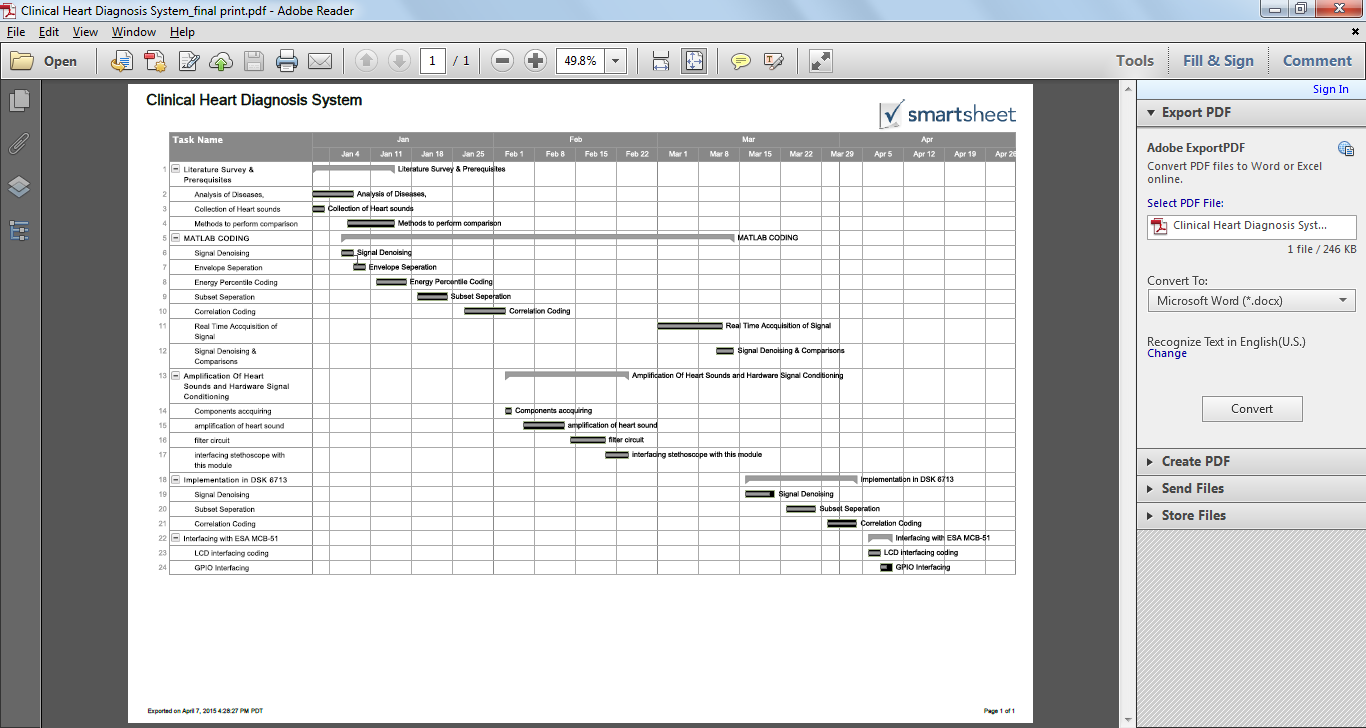 Clinical Heart Diagnosis System_final print.pdf - Adobe Reader
File Edit View Window Help
Open 1 / 1 49.8% Tools Fill & Sign Comment
Sign In
Clinical Heart Diagnosis System
smartsheet
Task Name Jan Feb Mar Apr
Jan 4 Jan 11 Jan 18 Jan 25 Feb 1 Feb 8 Feb 15 Feb 22 Mar 1 Mar 8 Mar 15 Mar 22 Mar 29 Apr 5 Apr 12 Apr 19 Apr 26
1 Literature Survey & Literature Survey & Prerequisites
Prerequisites
2 Analysis of Diseases, Analysis of Diseases,
3 Collection of Heart sounds Collection of Heart sounds
4 Methods to perform comparison Methods to perform comparison
5 MATLAB CODING MATLAB CODING
6 Signal Denoising Signal Denoising
7 Envelope Seperation Envelope Seperation
8 Energy Percentile Coding Energy Percentile Coding
9 Subset Seperation Subset Seperation
10 Correlation Coding Correlation Coding
11 Real Time Accquisition of Real Time Accquisition of Signal
Signal
12 Signal Denoising & Signal Denoising & Comparisons
Comparisons
13 Amplification Of Heart Amplification Of Heart Sounds and Hardware Signal Conditioning
Sounds and Hardware Signal
Conditioning
14 Components accquiring Components accquiring
15 amplification of heart sound amplification of heart sound
16 filter circuit filter circuit
17 interfacing stethoscope with interfacing stethoscope with this module
this module
18 Implementation in DSK 6713 Implementation in DSK 6713
19 Signal Denoising Signal Denoising
20 Subset Seperation Subset Seperation
21 Correlation Coding Correlation Coding
22 Interfacing with ESA MCB-51 Interfacing with ESA MCB-51
23 LCD interfacing coding LCD interfacing coding
24 GPIO Interfacing GPIO Interfacing
Exported on April 7, 2015 4:28:27 PM PDT Page 1 of 1
Export PDF
Adobe ExportPDF
Convert PDF files to Word or Excel
online.
Select PDF File:
Clinical Heart Diagnosis Syst...
1 file / 246 KB
Convert To:
Microsoft Word (*.docx)
Recognize Text in English(U.S.)
Change
Convert
Create PDF
Send Files
Store Files